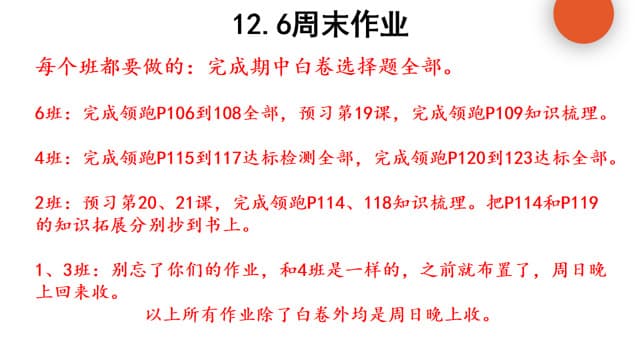 12.6周末作业
每个班都要做的：完成期中白卷选择题全部。
6班：完成领跑P106到108全部，预习第19课，完成领跑P109知识梳理。
4班：完成领跑P115到117达标检测全部，完成领跑P120到123达标全部。
2班：预习第20、21课，完成领跑P114、118知识梳理。把P114和P119
的知识拓展分别抄到书上。
1、3班：别忘了你们的作业，和4班是一样的，之前就布置了，周日晚
上回来收。
以上所有作业除了白卷外均是周日晚上收。